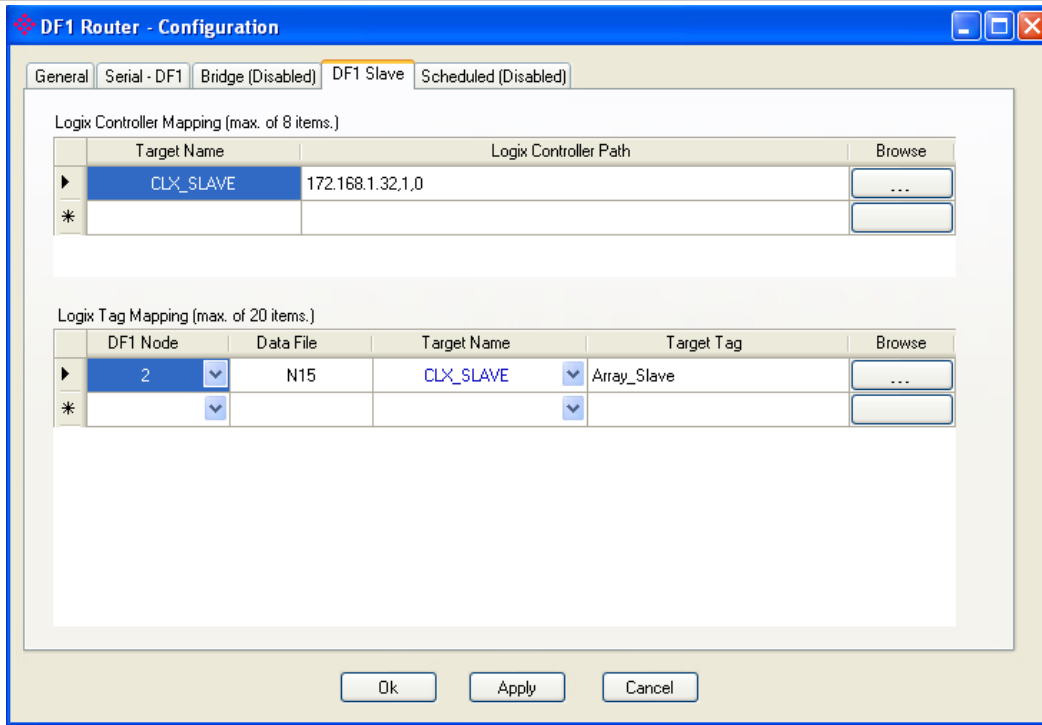 DF1 Router - Configuration
General Serial - DF1 Bridge (Disabled) DF1 Slave Scheduled (Disabled)
Logix Controller Mapping (max. of 8 items.)
Target Name Logix Controller Path Browse
CLX_SLAVE 172.168.1.32,1,0 ...
Logix Tag Mapping (max. of 20 items.)
DF1 Node Data File Target Name Target Tag Browse
2 N15 CLX_SLAVE Array_Slave ...
Ok Apply Cancel